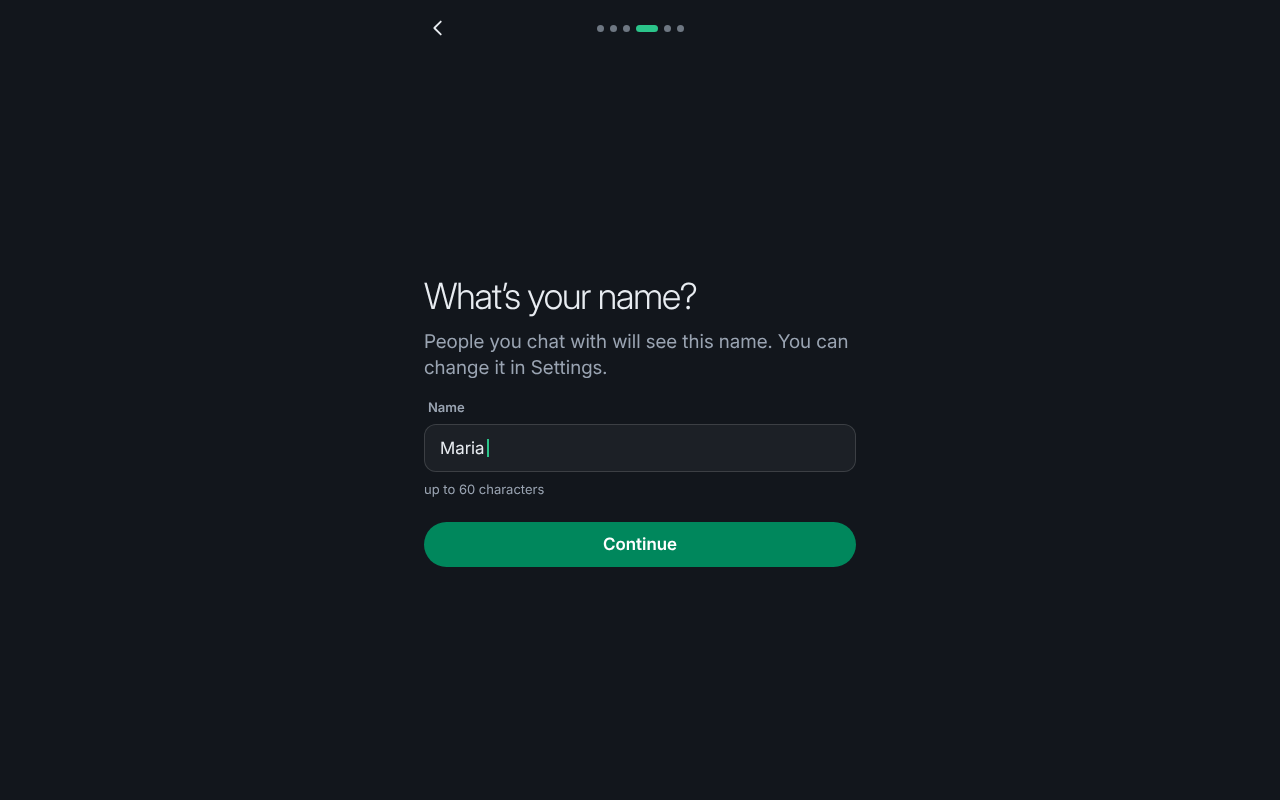 What's your name?
People you chat with will see this name. You can
change it in Settings.
Name
Maria
up to 60 characters
Continue